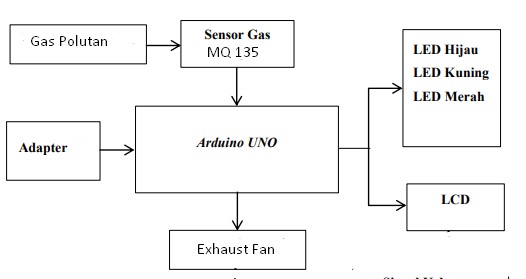 Gas Polutan
Sensor Gas
MQ 135
LED Hijau
LED Kuning
LED Merah
Adapter
Arduino UNO
LCD
Exhaust Fan